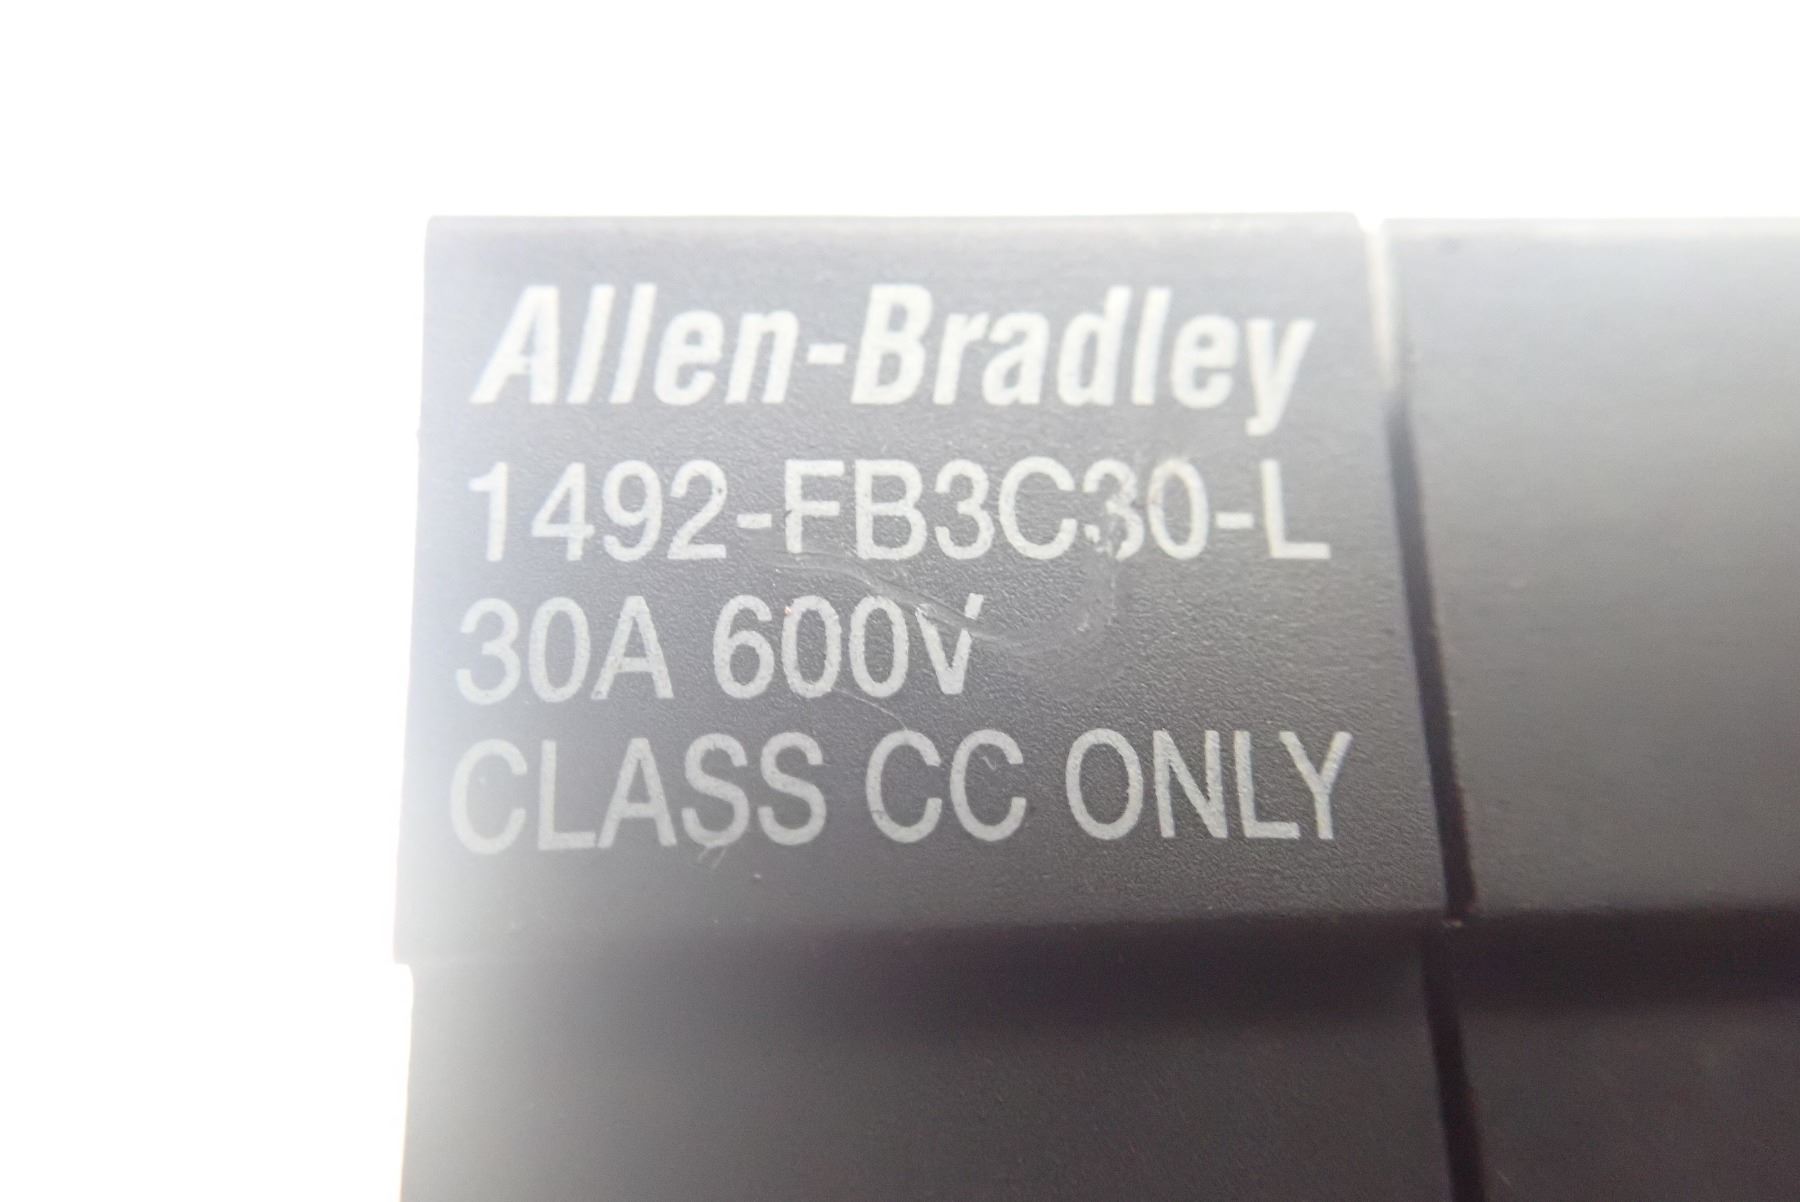 Allen-Bradley
1492-FB3C30-L
30A 600V
CLASS CC ONLY